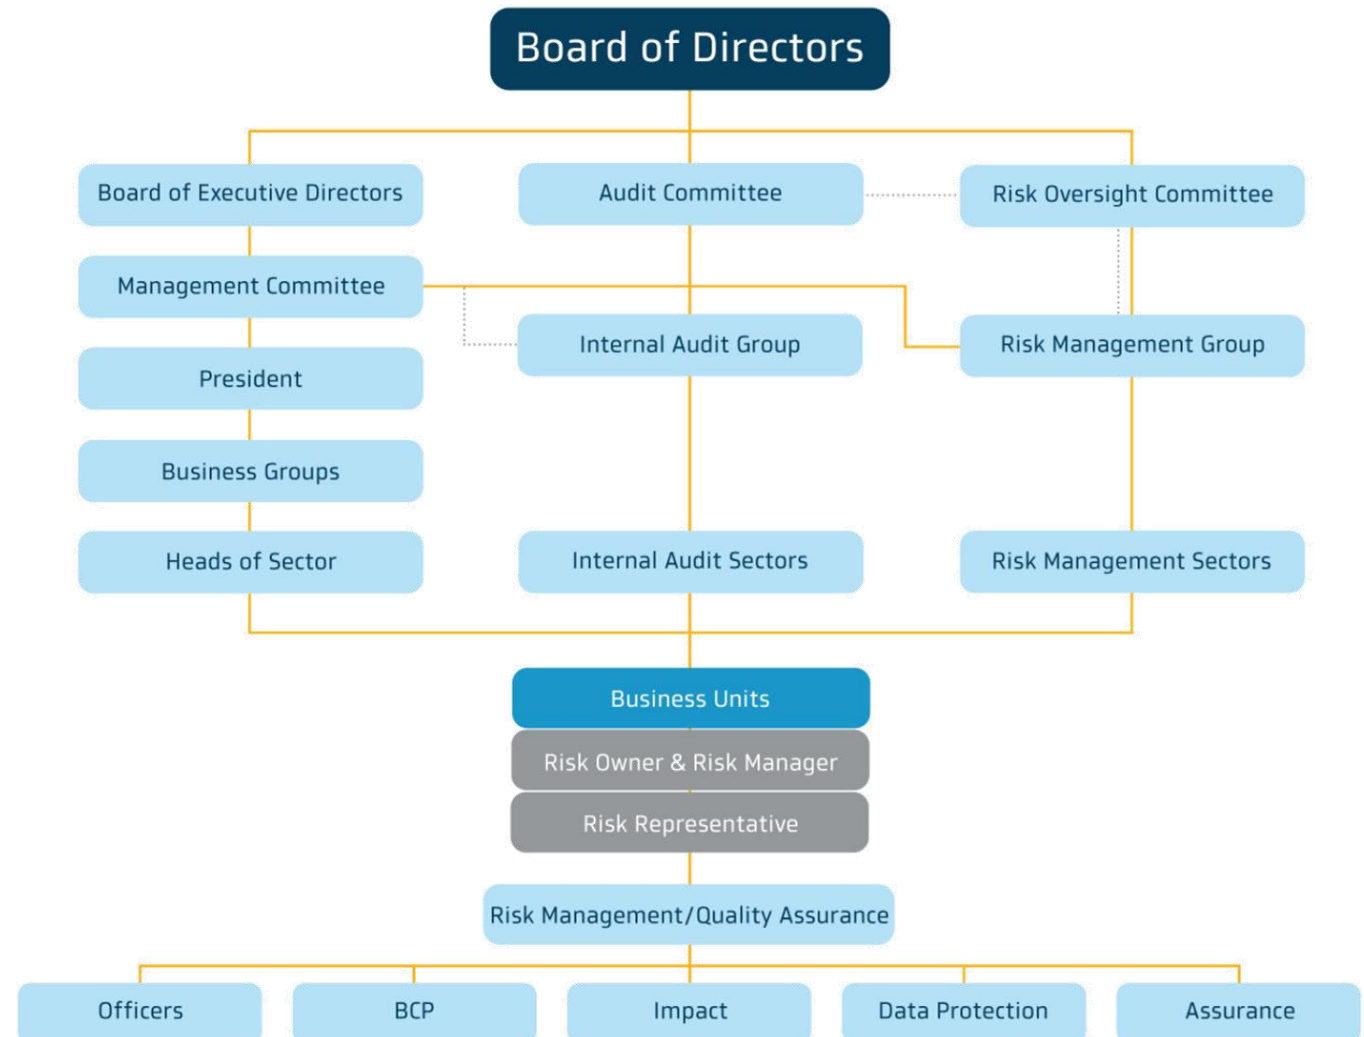 Board of Directors
Board of Executive Directors
Audit Committee
Risk Oversight Committee
Management Committee
Internal Audit Group
Risk Management Group
President
Business Groups
Heads of Sector
Internal Audit Sectors
Risk Management Sectors
Business Units
Risk Owner & Risk Manager
Risk Representative
Risk Management/Quality Assurance
Officers
BCP
Impact
Data Protection
Assurance